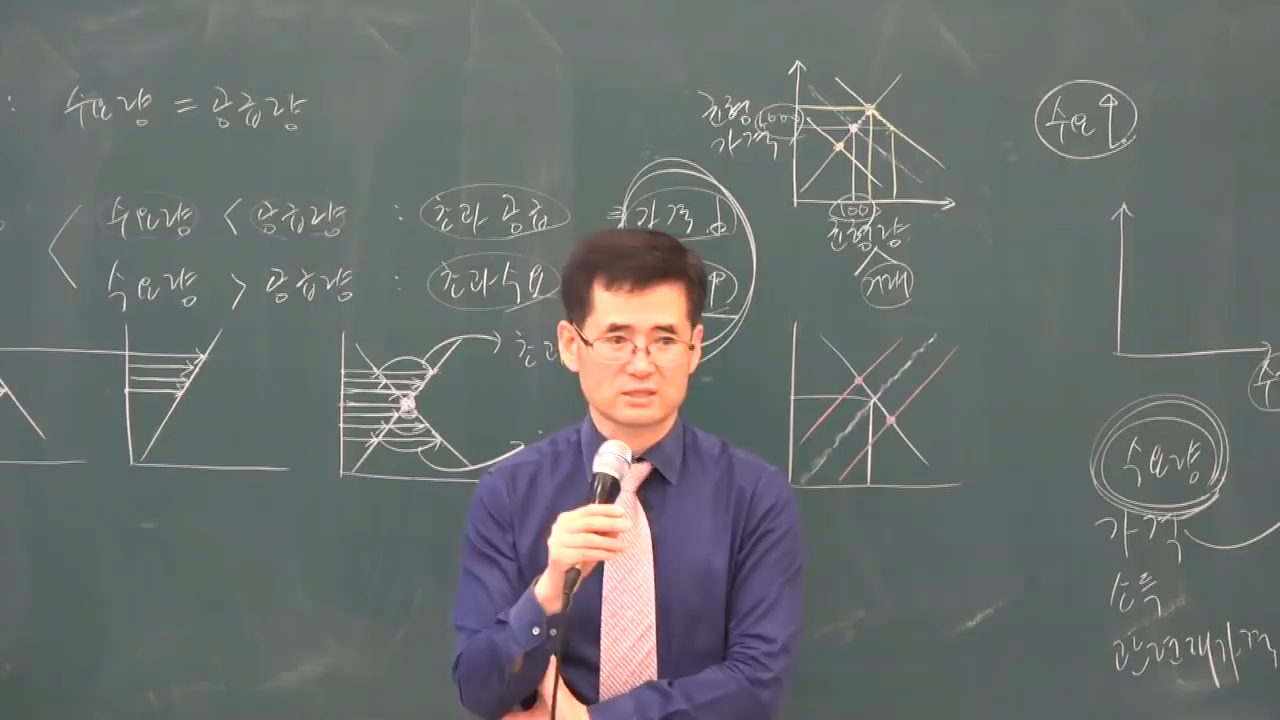 : 수요량 = 공급량
수요량 < 공급량 : 초과 공급 ⇒ 가격 ↓
수요량 > 공급량 : 초과수요
초과
균형
가격
100
균형량
거래
수요 ↑
수요량
가격
소득
관련재가격